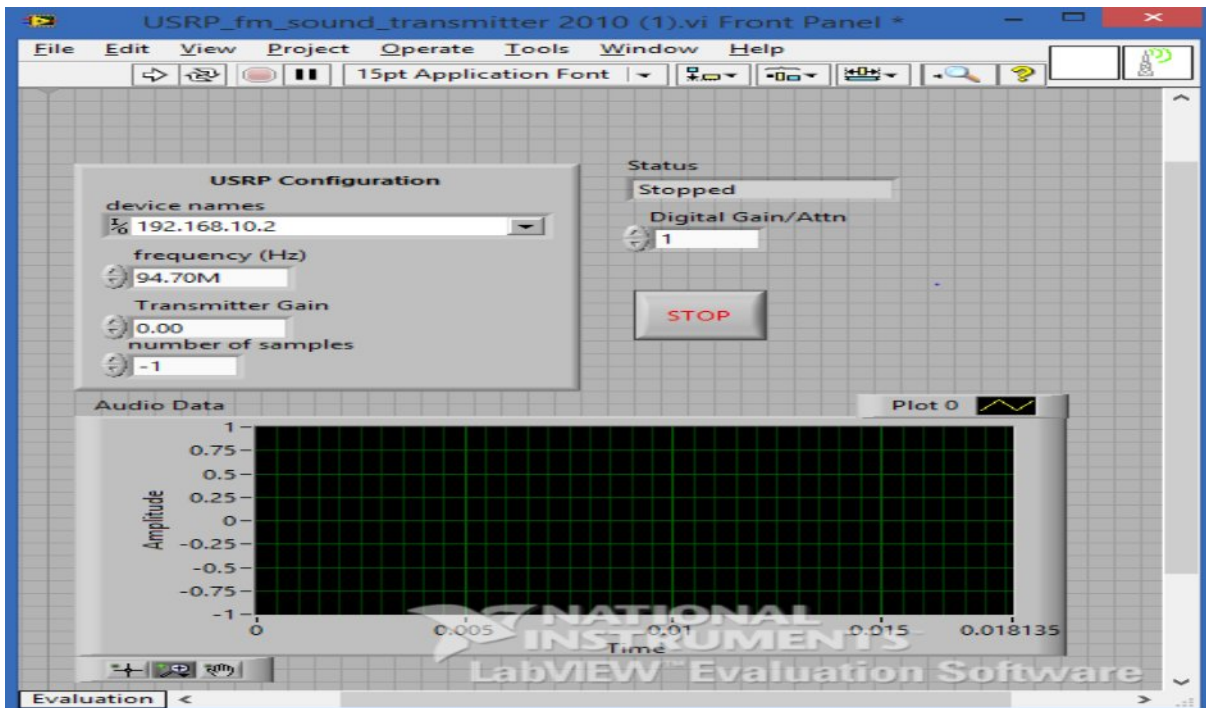 USRP_fm_sound_transmitter 2010 (1).vi Front Panel *
File Edit View Project Operate Tools Window Help
15pt Application Font
USRP Configuration
device names
192.168.10.2
frequency (Hz)
94.70M
Transmitter Gain
0.00
number of samples
-1
Status
Stopped
Digital Gain/Attn
1
STOP
Audio Data
Plot 0
1
0.75
0.5
0.25
0
-0.25
-0.5
-0.75
-1
Amplitude
0 0.005 0.01 0.015 0.018135
Time
NATIONAL
INSTRUMENTS
LabVIEW™ Evaluation Software
Evaluation